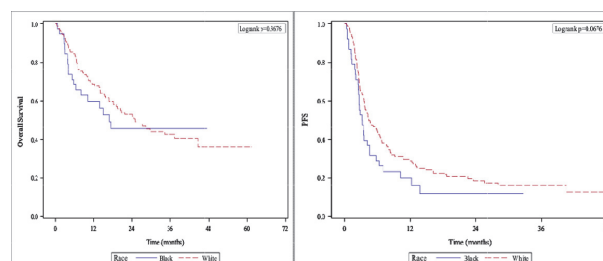 Logrank p=0.3676
1.0
0.8
0.6
0.4
0.2
0.0
Overall Survival
0
12
24
36
48
60
72
Time (months)
Race
Black
White
Logrank p=0.0676
1.0
0.8
0.6
0.4
0.2
PFS
0
12
24
36
Time (months)
Race
Black
White